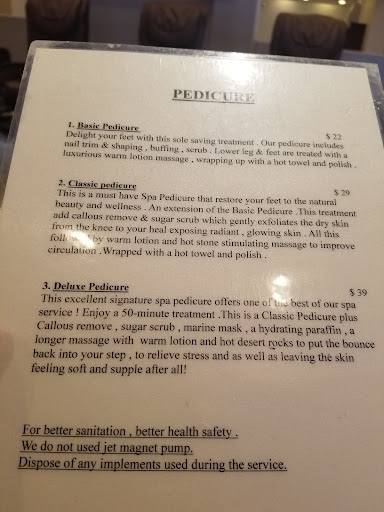 PEDICURE
1. Basic Pedicure
$ 22
Delight your feet with this sole saving treatment . Our pedicure includes
nail trim & shaping , buffing , scrub . Lower leg & feet are treated with a
luxurious warm lotion massage , wrapping up with a hot towel and polish .
2. Classic pedicure
$ 29
This is a must have Spa Pedicure that restore your feet to the natural
beauty and wellness . An extension of the Basic Pedicure .This treatment
add callous remove & sugar scrub which gently exfoliates the dry skin
from the knee to your heal exposing radiant , glowing skin . All this
followed by warm lotion and hot stone stimulating massage to improve
circulation .Wrapped with a hot towel and polish .
3. Deluxe Pedicure
$ 39
This excellent signature spa pedicure offers one of the best of our spa
service ! Enjoy a 50-minute treatment .This is a Classic Pedicure plus
Callous remove , sugar scrub , marine mask , a hydrating paraffin , a
longer massage with warm lotion and hot desert rocks to put the bounce
back into your step , to relieve stress and as well as leaving the skin
feeling soft and supple after all!
For better sanitation , better health safety .
We do not used jet magnet pump.
Dispose of any implements used during the service.